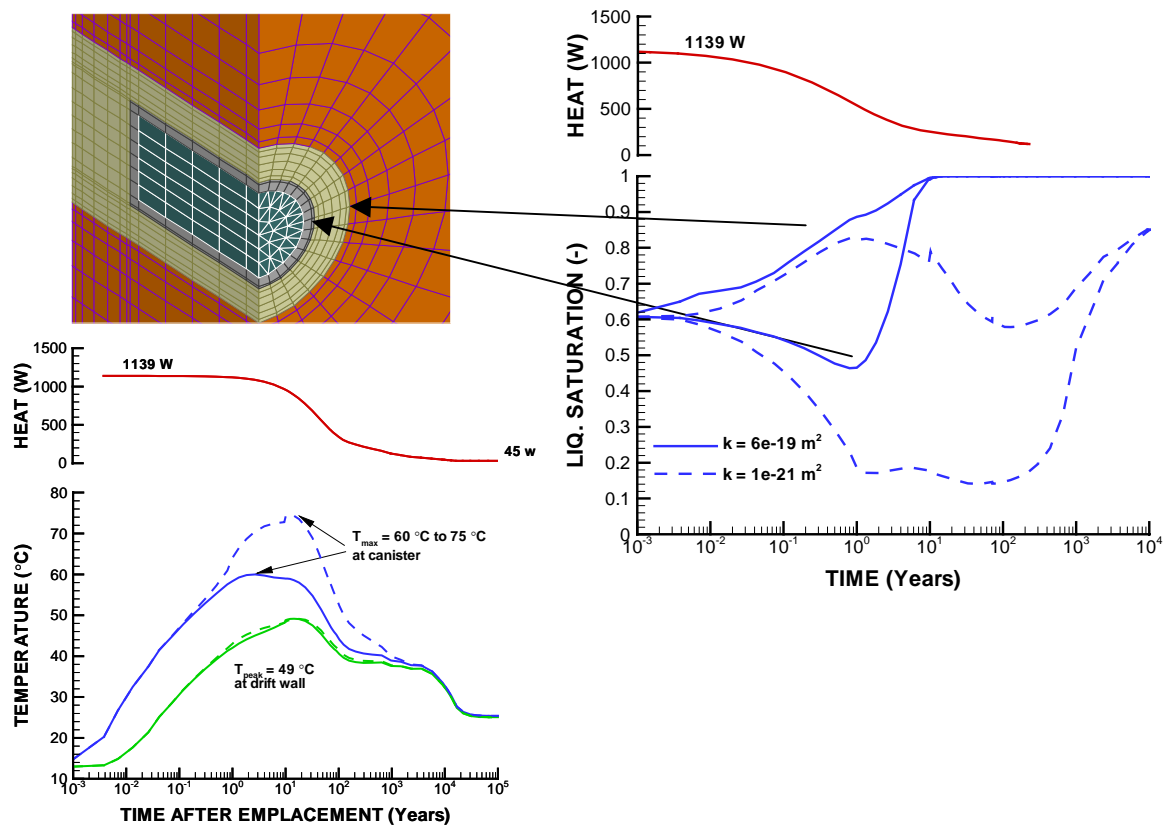 1500
1000
500
0
HEAT (W)
1139 W
1
0.9
0.8
0.7
0.6
0.5
0.4
0.3
0.2
0.1
0
LIQ. SATURATION (-)
k = 6e-19 m²
k = 1e-21 m²
10⁻³ 10⁻² 10⁻¹ 10⁰ 10¹ 10² 10³ 10⁴
TIME (Years)
1500
1000
500
0
HEAT (W)
1139 W
45 w
80
70
60
50
40
30
20
10
TEMPERATURE (°C)
Tmax = 60 °C to 75 °C
at canister
Tpeak = 49 °C
at drift wall
10⁻³ 10⁻² 10⁻¹ 10⁰ 10¹ 10² 10³ 10⁴ 10⁵
TIME AFTER EMPLACEMENT (Years)